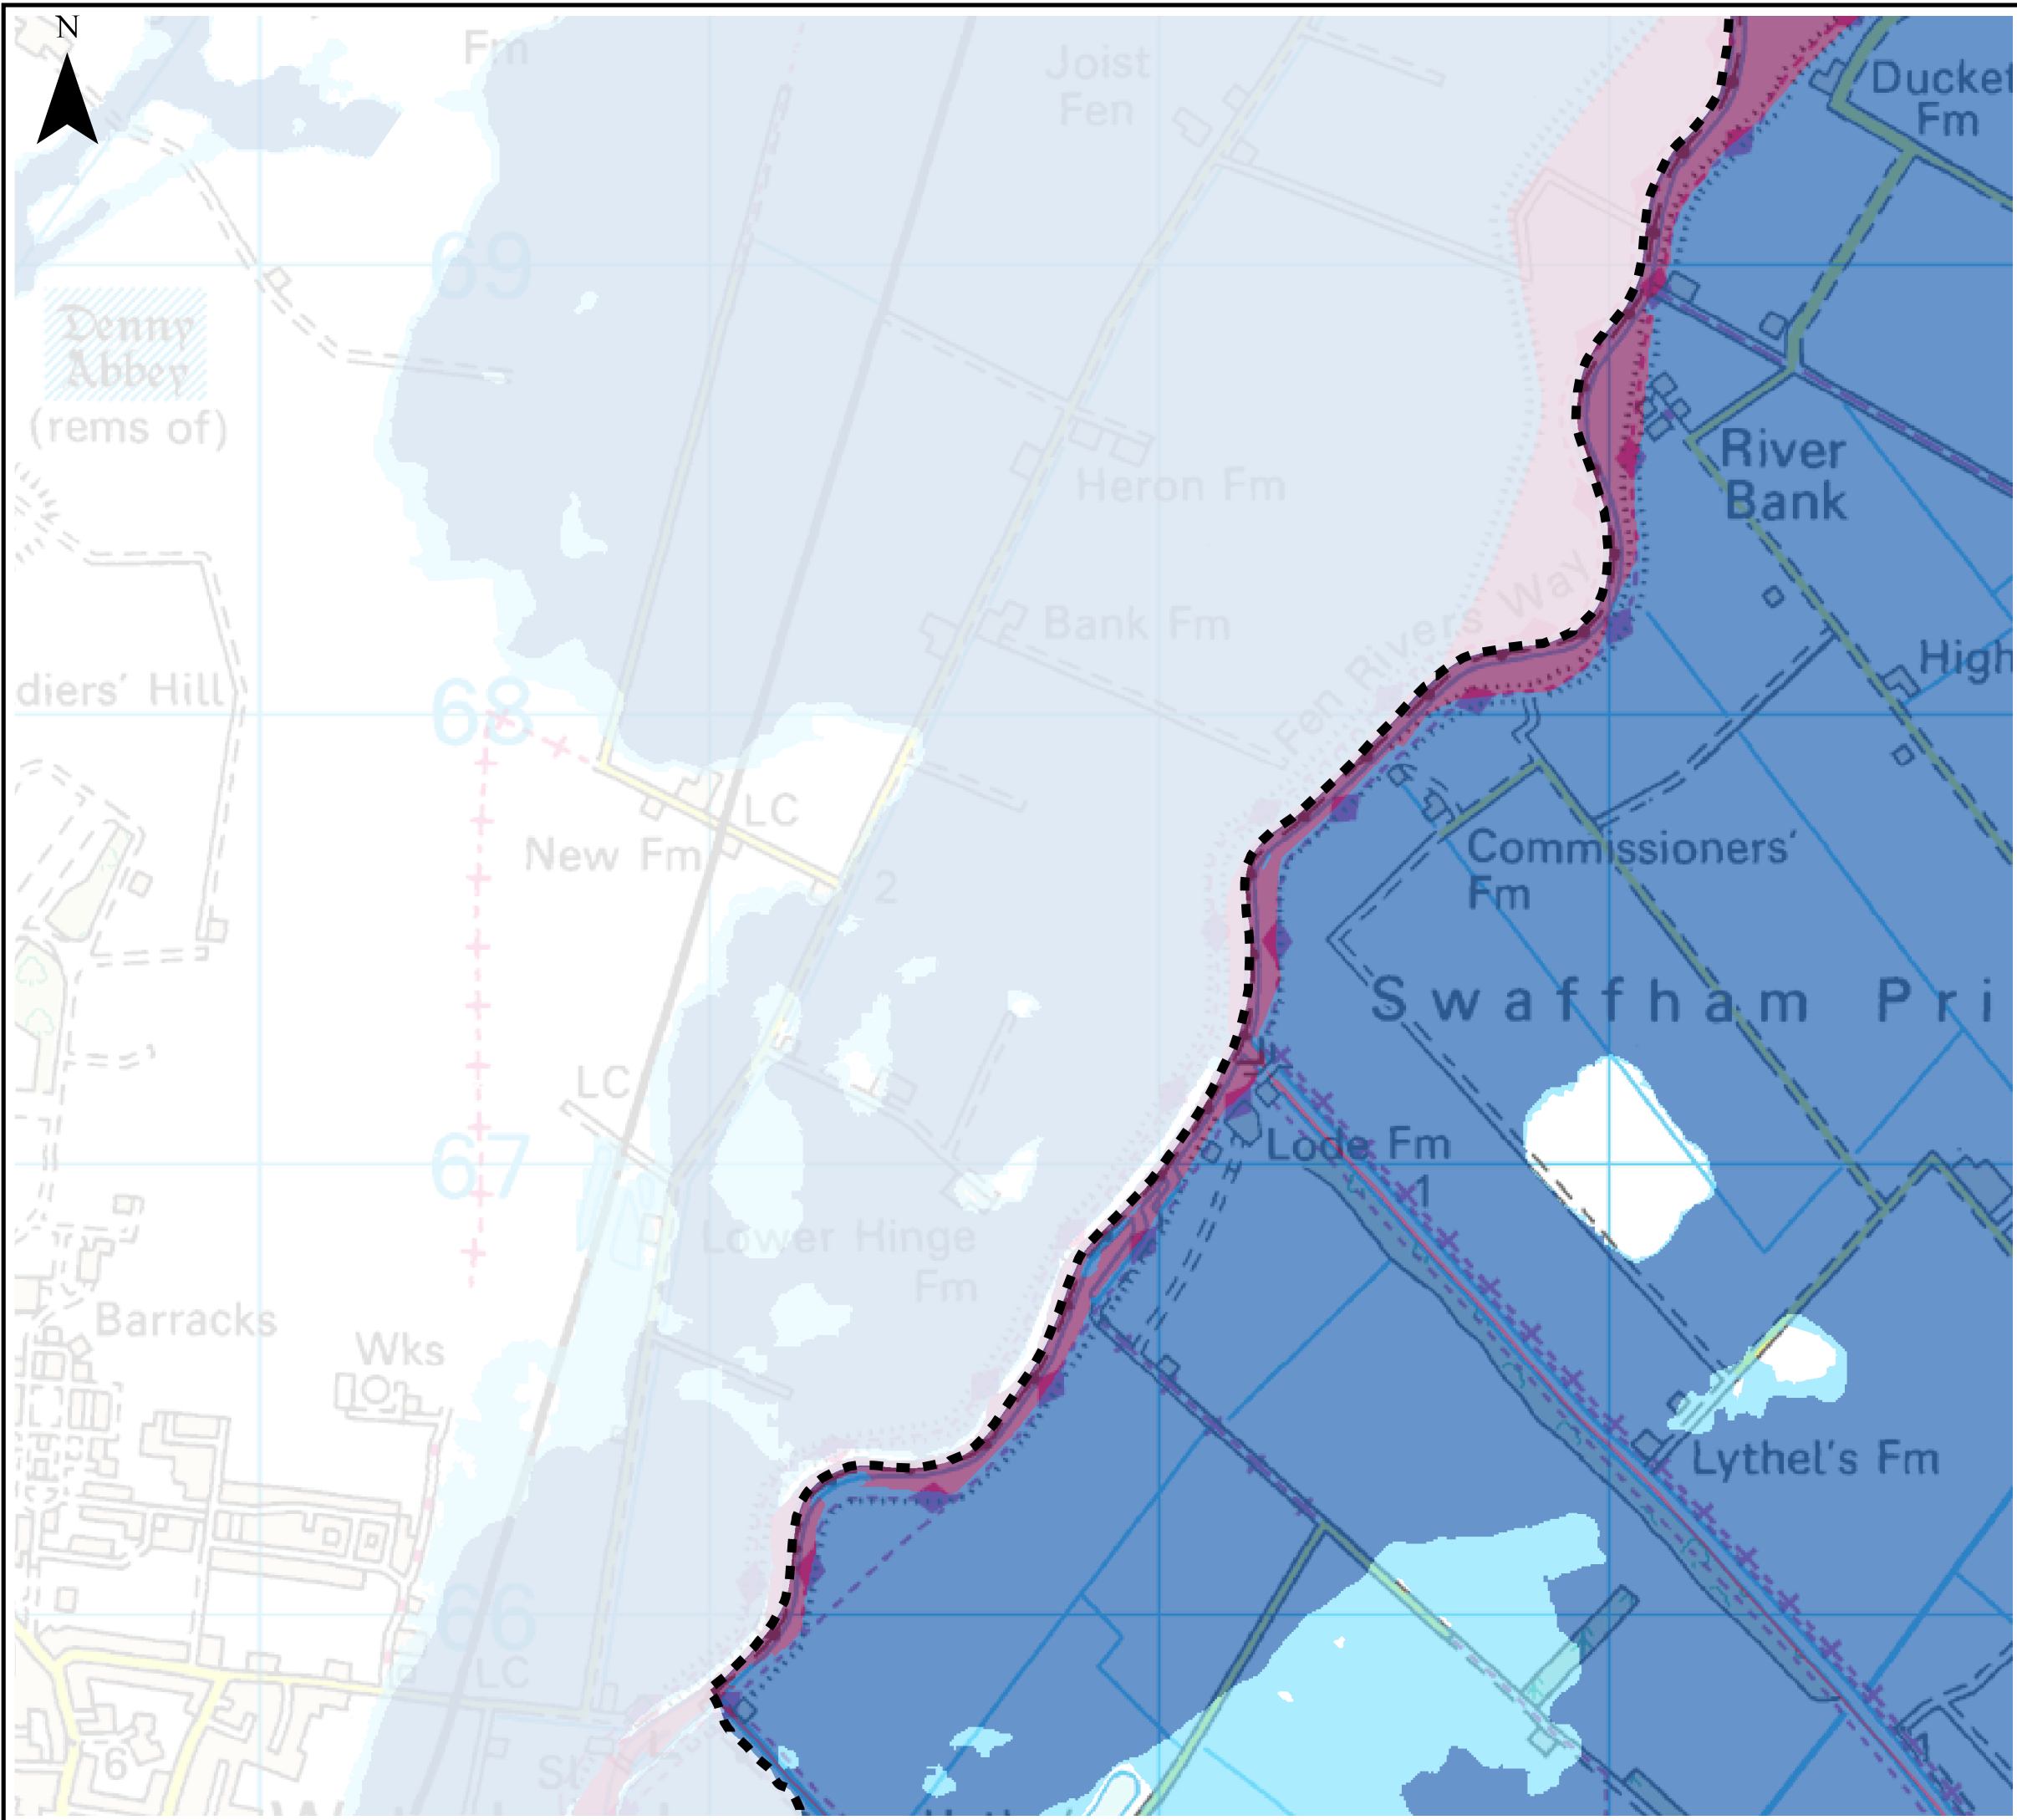 N
Fm
Joist
Fen
Ducket
Fm
69
Denny
Abbey
(rems of)
River
Bank
Heron Fm
Fen Rivers Way
Bank Fm
High
diers' Hill
68
LC
New Fm
2
Commissioners'
Fm
Swaffham Pri
LC
Lode Fm
1
67
Lower Hinge
Fm
Barracks
Wks
Lythel's Fm
66
LC
6